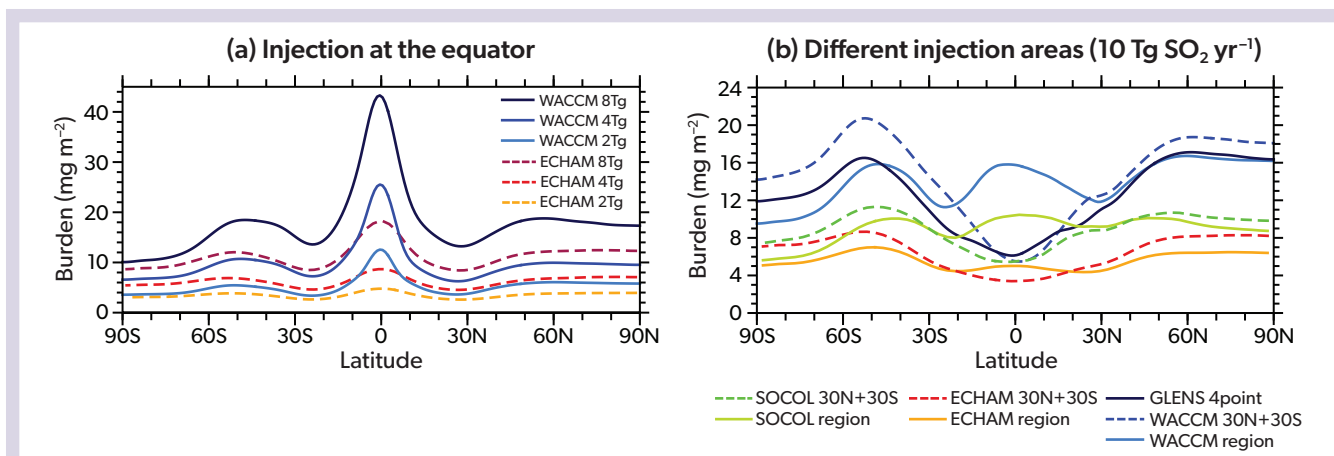 (a) Injection at the equator
40
30
20
10
0
Burden (mg m⁻²)
WACCM 8Tg
WACCM 4Tg
WACCM 2Tg
ECHAM 8Tg
ECHAM 4Tg
ECHAM 2Tg
90S 60S 30S 0 30N 60N 90N
Latitude
(b) Different injection areas (10 Tg SO₂ yr⁻¹)
24
20
16
12
8
4
0
Burden (mg m⁻²)
90S 60S 30S 0 30N 60N 90N
Latitude
SOCOL 30N+30S ECHAM 30N+30S GLENS 4point
SOCOL region ECHAM region WACCM 30N+30S
WACCM region